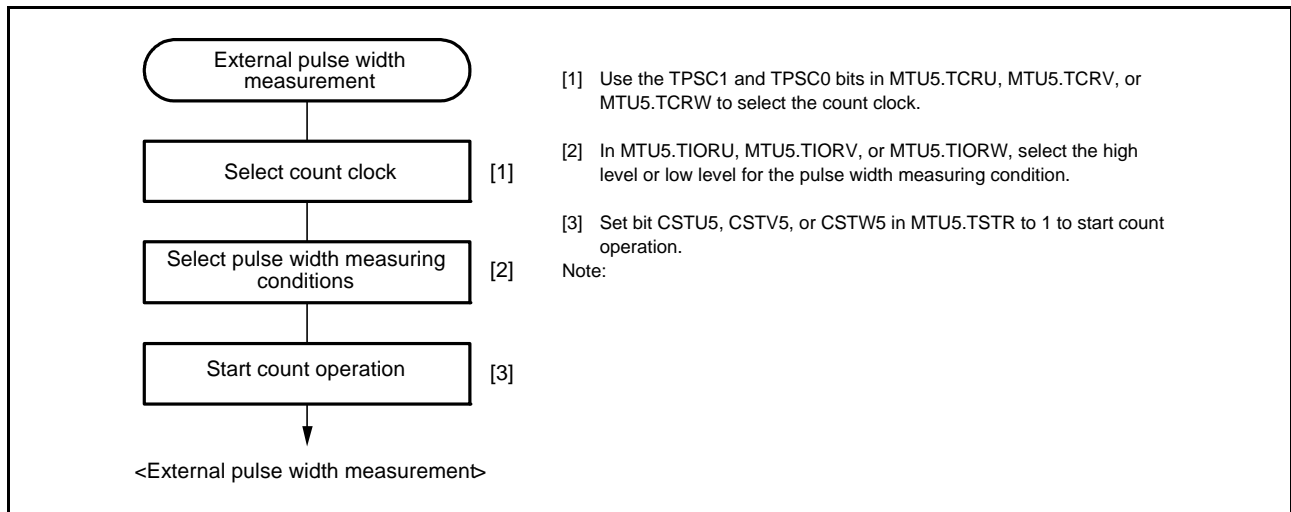 External pulse width
measurement
Select count clock
[1]
Select pulse width measuring
conditions
[2]
Start count operation
[3]
<External pulse width measurement>
[1] Use the TPSC1 and TPSC0 bits in MTU5.TCRU, MTU5.TCRV, or
MTU5.TCRW to select the count clock.
[2] In MTU5.TIORU, MTU5.TIORV, or MTU5.TIORW, select the high
level or low level for the pulse width measuring condition.
[3] Set bit CSTU5, CSTV5, or CSTW5 in MTU5.TSTR to 1 to start count
operation.
Note: